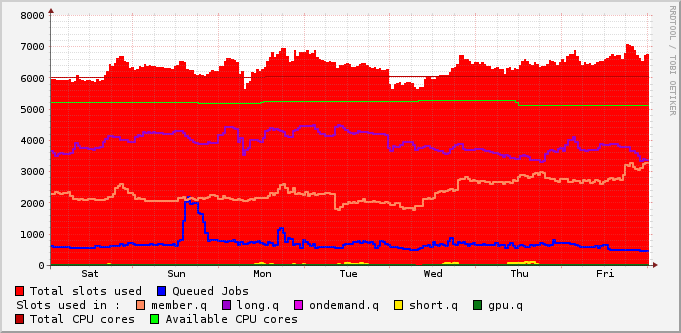 8000
7000
6000
5000
4000
3000
2000
1000
0
Sat Sun Mon Tue Wed Thu Fri
Total slots used Queued Jobs
Slots used in : member.q long.q ondemand.q short.q gpu.q
Total CPU cores Available CPU cores
RRDTOOL / TOBI OETIKER